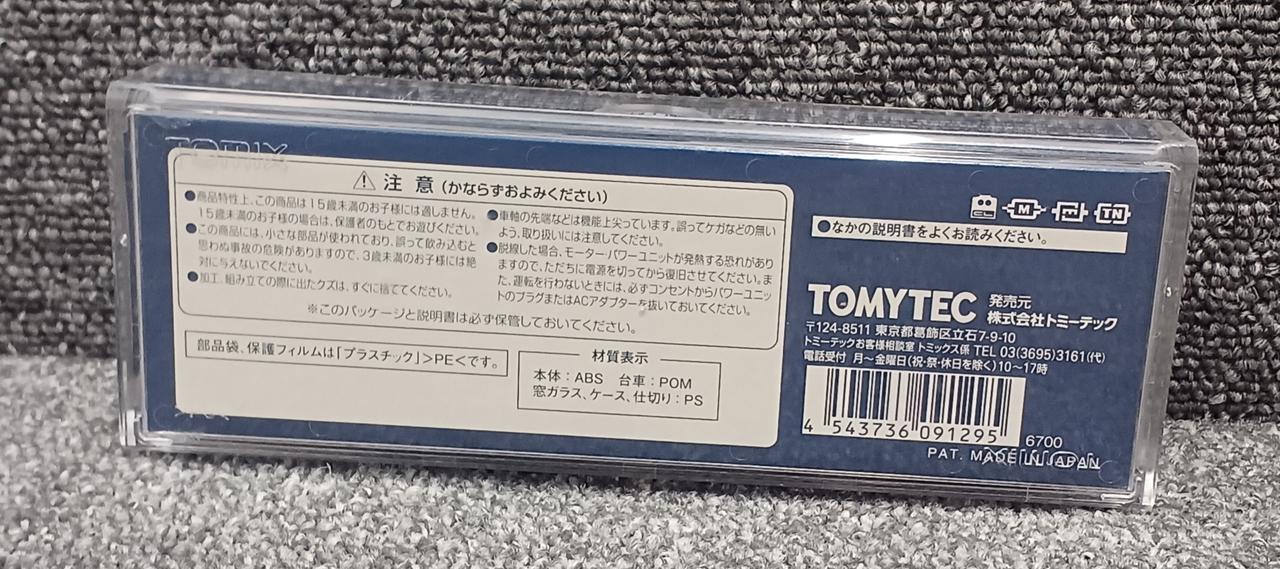 TOMIX
⚠ 注意(かならずおよみください)
●商品特性上、この商品は15歳未満のお子様には適しません。
15歳未満のお子様の場合は、保護者のもとでお遊びください。
●この商品には、小さな部品が使われており、誤って飲み込むと
思わぬ事故の危険がありますので、3歳未満のお子様には絶
対に与えないでください。
●加工、組み立ての際に出たクズは、すぐに捨ててください。
●車軸の先端などは機能上尖っています。誤ってケガなどの無い
よう、取り扱いには注意してください。
●脱線した場合、モーター・パワーユニットが発熱する恐れがあり
ますので、ただちに電源を切ってから復旧させてください。ま
た、運転を行わないときには、必ずコンセントからパワーユニッ
トのプラグまたはACアダプターを抜いておいてください。
※このパッケージと説明書は必ず保管しておいてください。
部品袋、保護フィルムは「プラスチック」>PE<です。
材質表示
本体:ABS 台車:POM
窓ガラス、ケース、仕切り:PS
CL M TN
●なかの説明書をよくお読みください。
TOMYTEC 発売元
株式会社トミーテック
〒124-8511 東京都葛飾区立石7-9-10
トミーテックお客様相談室 トミックス係 TEL 03(3695)3161(代)
電話受付 月~金曜日(祝・祭・休日を除く)10~17時
4 543736 091295
6700
PAT. MADE IN JAPAN